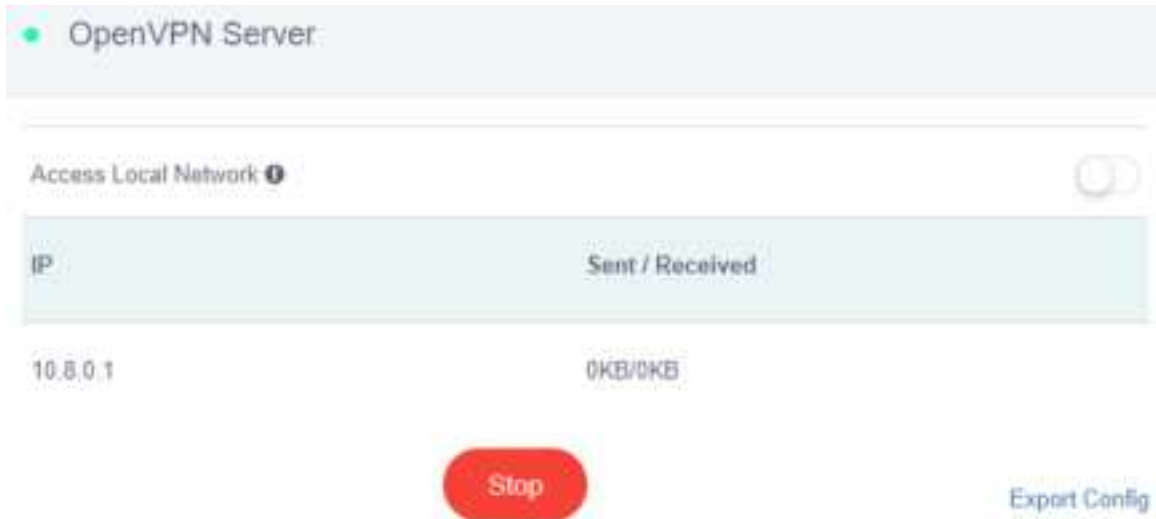 OpenVPN Server
Access Local Network
IP Sent / Received
10.8.0.1 0KB/0KB
Stop
Export Config